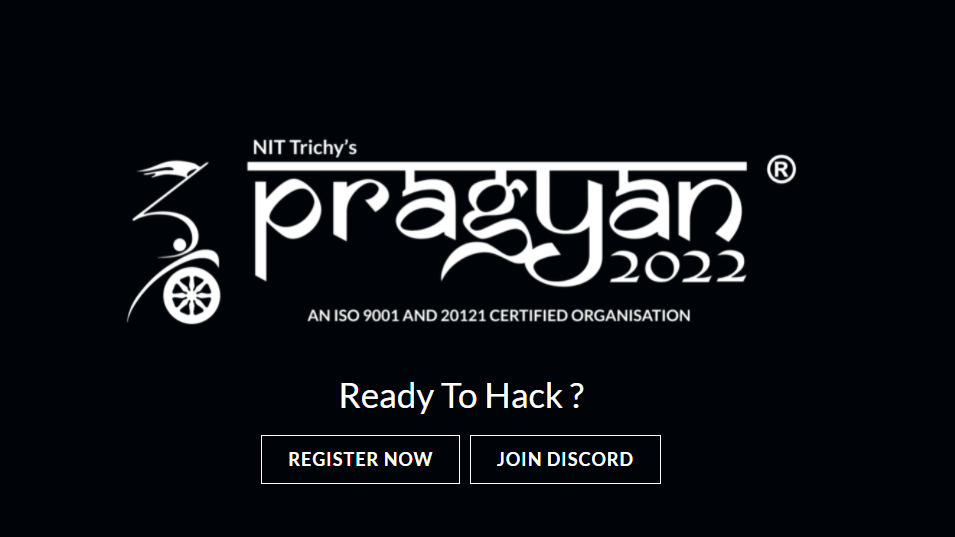 NIT Trichy's
pragyan ®
2022
AN ISO 9001 AND 20121 CERTIFIED ORGANISATION
Ready To Hack ?
REGISTER NOW JOIN DISCORD